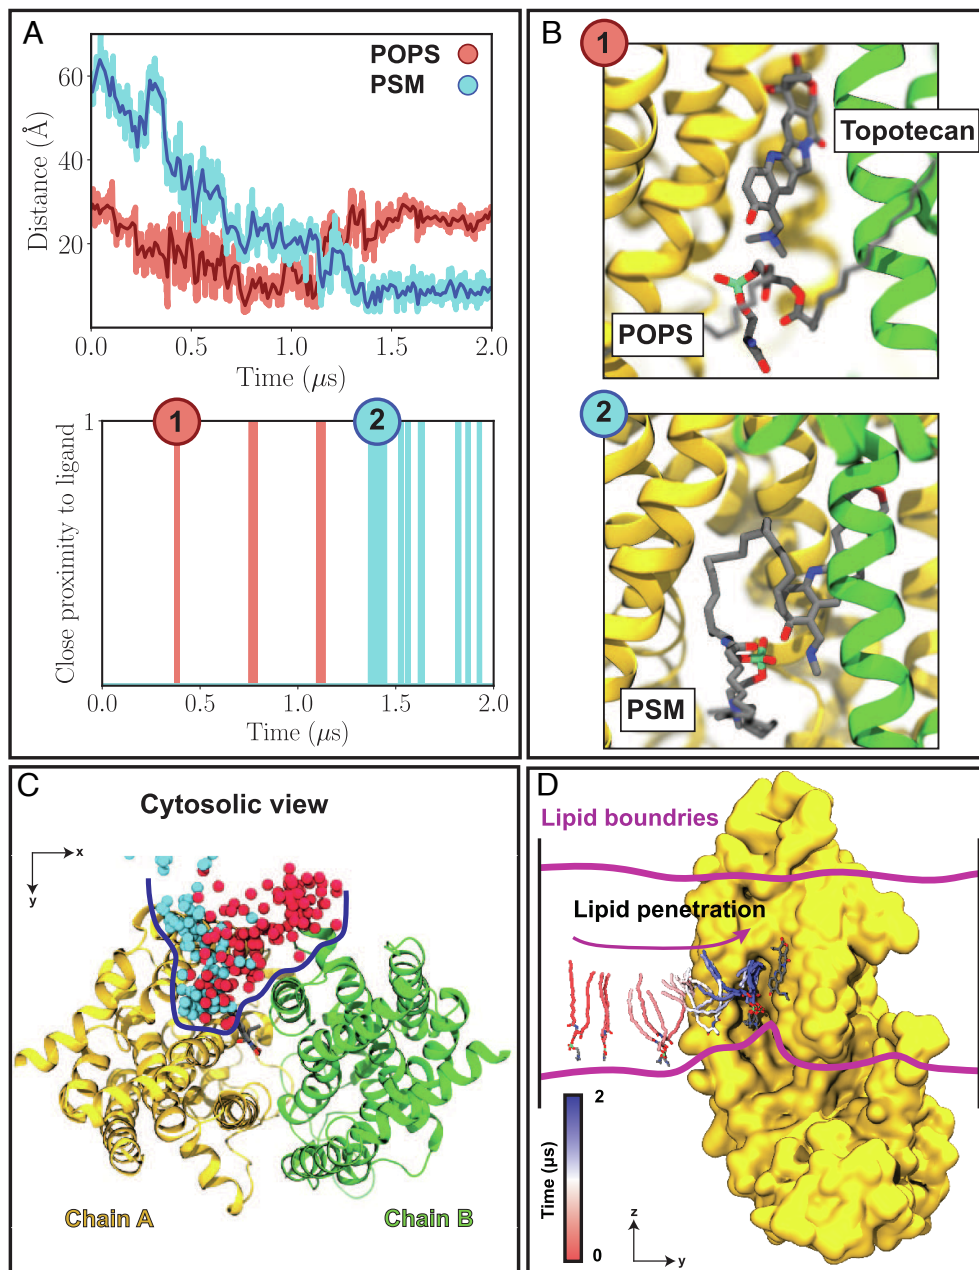 A
POPS
PSM
60
40
20
Distance (Å)
0.0 0.5 1.0 1.5 2.0
Time (μs)
1
1
2
Close proximity to ligand
0.0 0.5 1.0 1.5 2.0
Time (μs)
B
1
Topotecan
POPS
2
PSM
C
Cytosolic view
x
y
Chain A
Chain B
D
Lipid boundries
Lipid penetration
2
Time (μs)
0
z
y